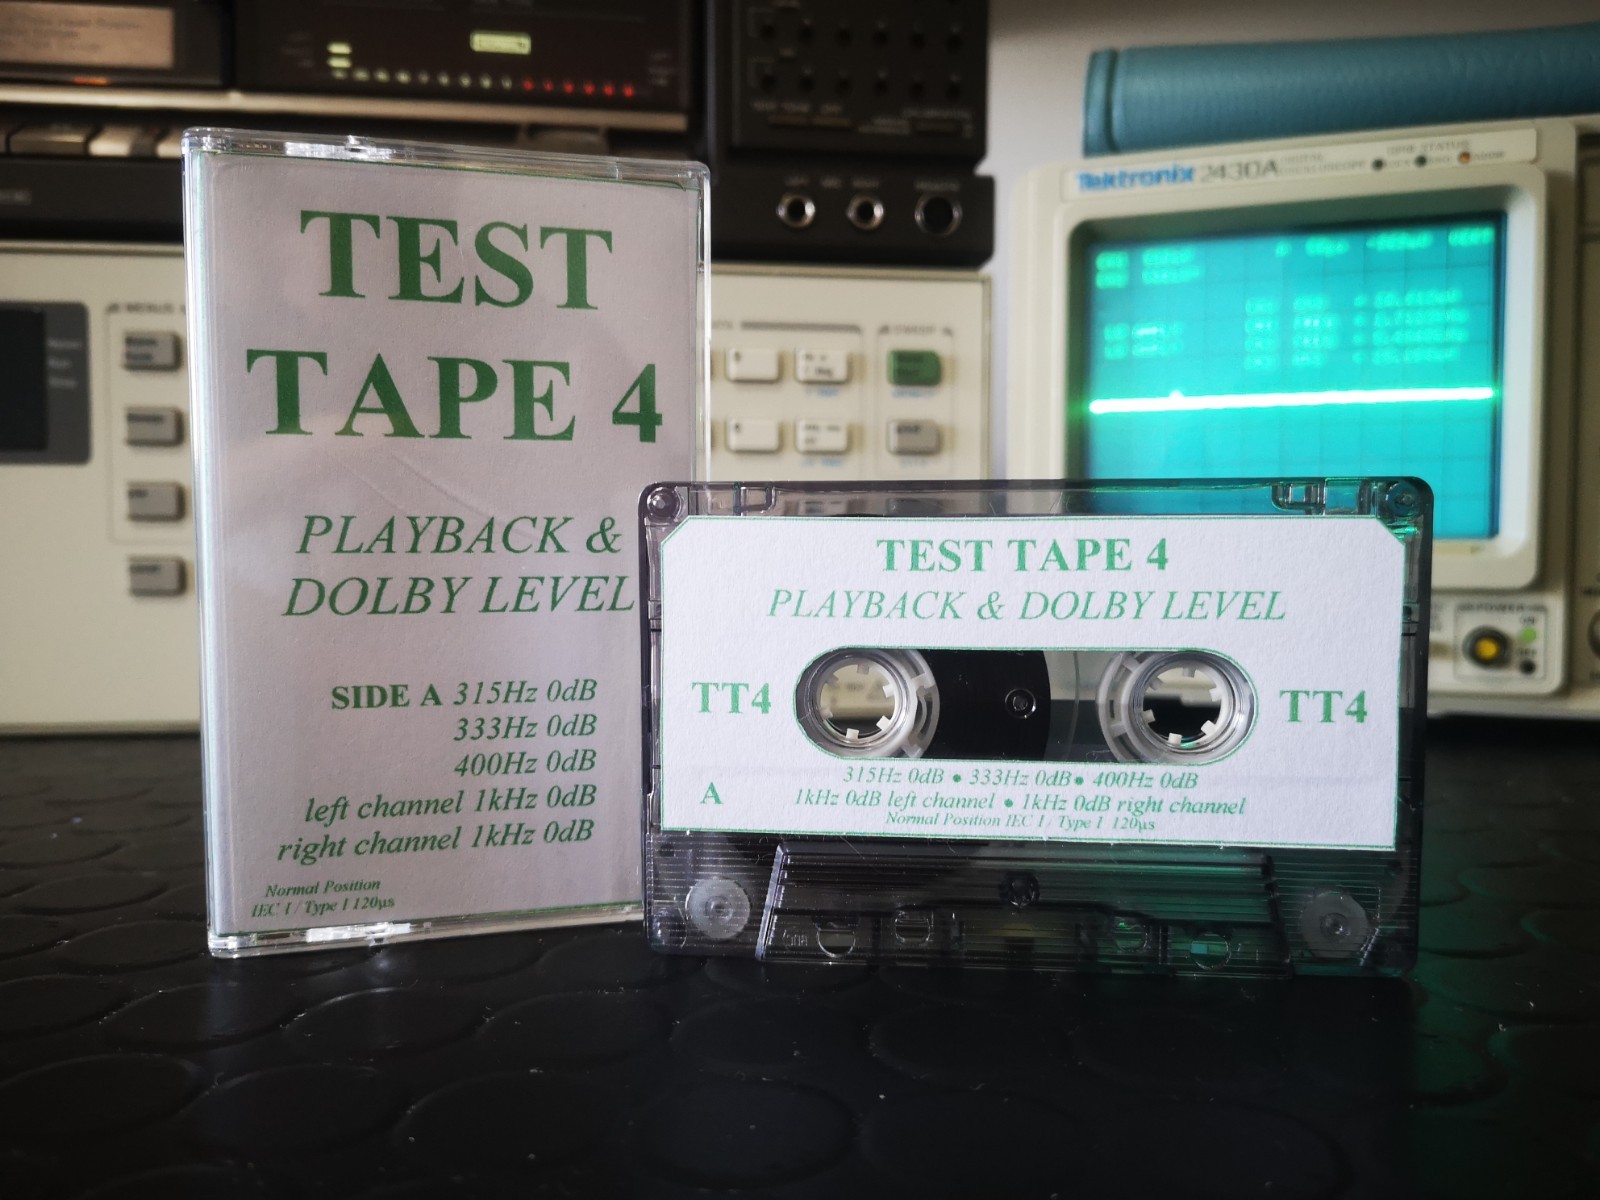 TEST
TAPE 4
PLAYBACK &
DOLBY LEVEL
SIDE A 315Hz 0dB
333Hz 0dB
400Hz 0dB
left channel 1kHz 0dB
right channel 1kHz 0dB
Normal Position
IEC I / Type I 120µs
TEST TAPE 4
PLAYBACK & DOLBY LEVEL
TT4 TT4
A
315Hz 0dB • 333Hz 0dB • 400Hz 0dB
1kHz 0dB left channel • 1kHz 0dB right channel
Normal Position IEC I / Type I 120µs
Tektronix 2430A
POWER
ON